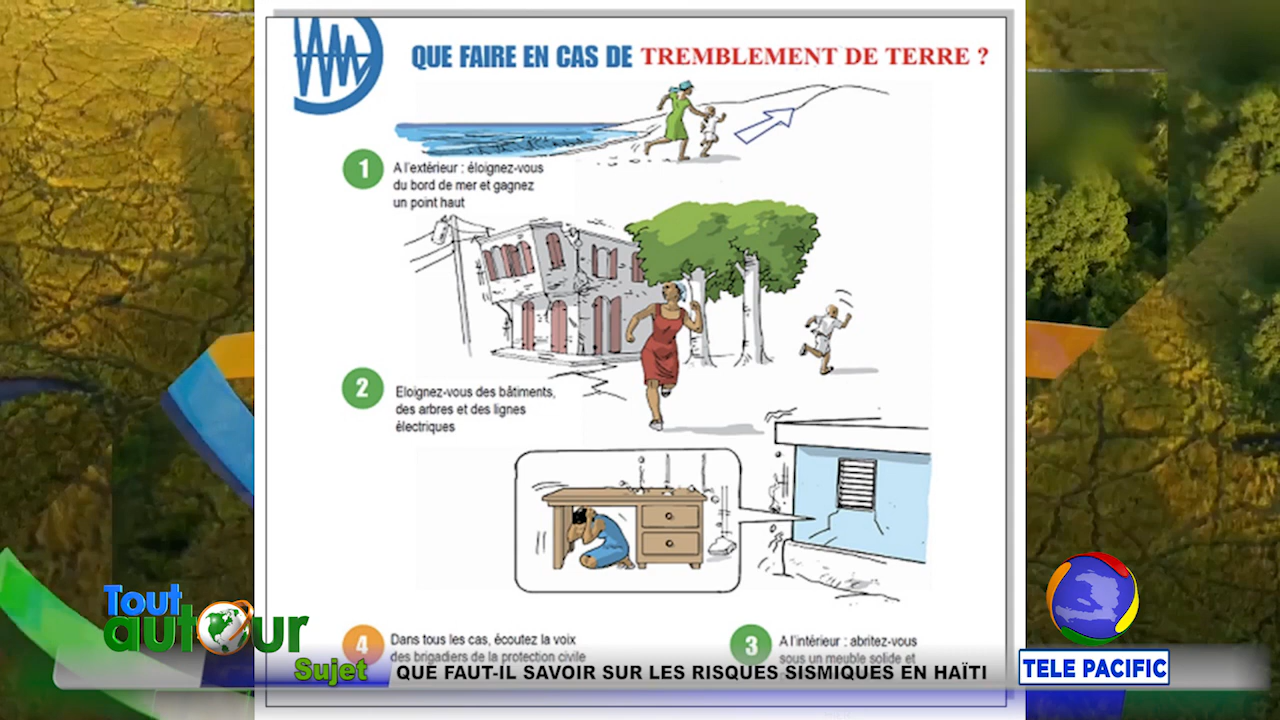 QUE FAIRE EN CAS DE TREMBLEMENT DE TERRE ?
1
A l'extérieur : éloignez-vous
du bord de mer et gagnez
un point haut
2
Eloignez-vous des bâtiments,
des arbres et des lignes
électriques
4
Dans tous les cas, écoutez la voix
des brigadiers de la protection civile
3
A l'intérieur : abritez-vous
sous un meuble solide et
Tout
autour
Sujet
QUE FAUT-IL SAVOIR SUR LES RISQUES SISMIQUES EN HAÏTI
TELE PACIFIC